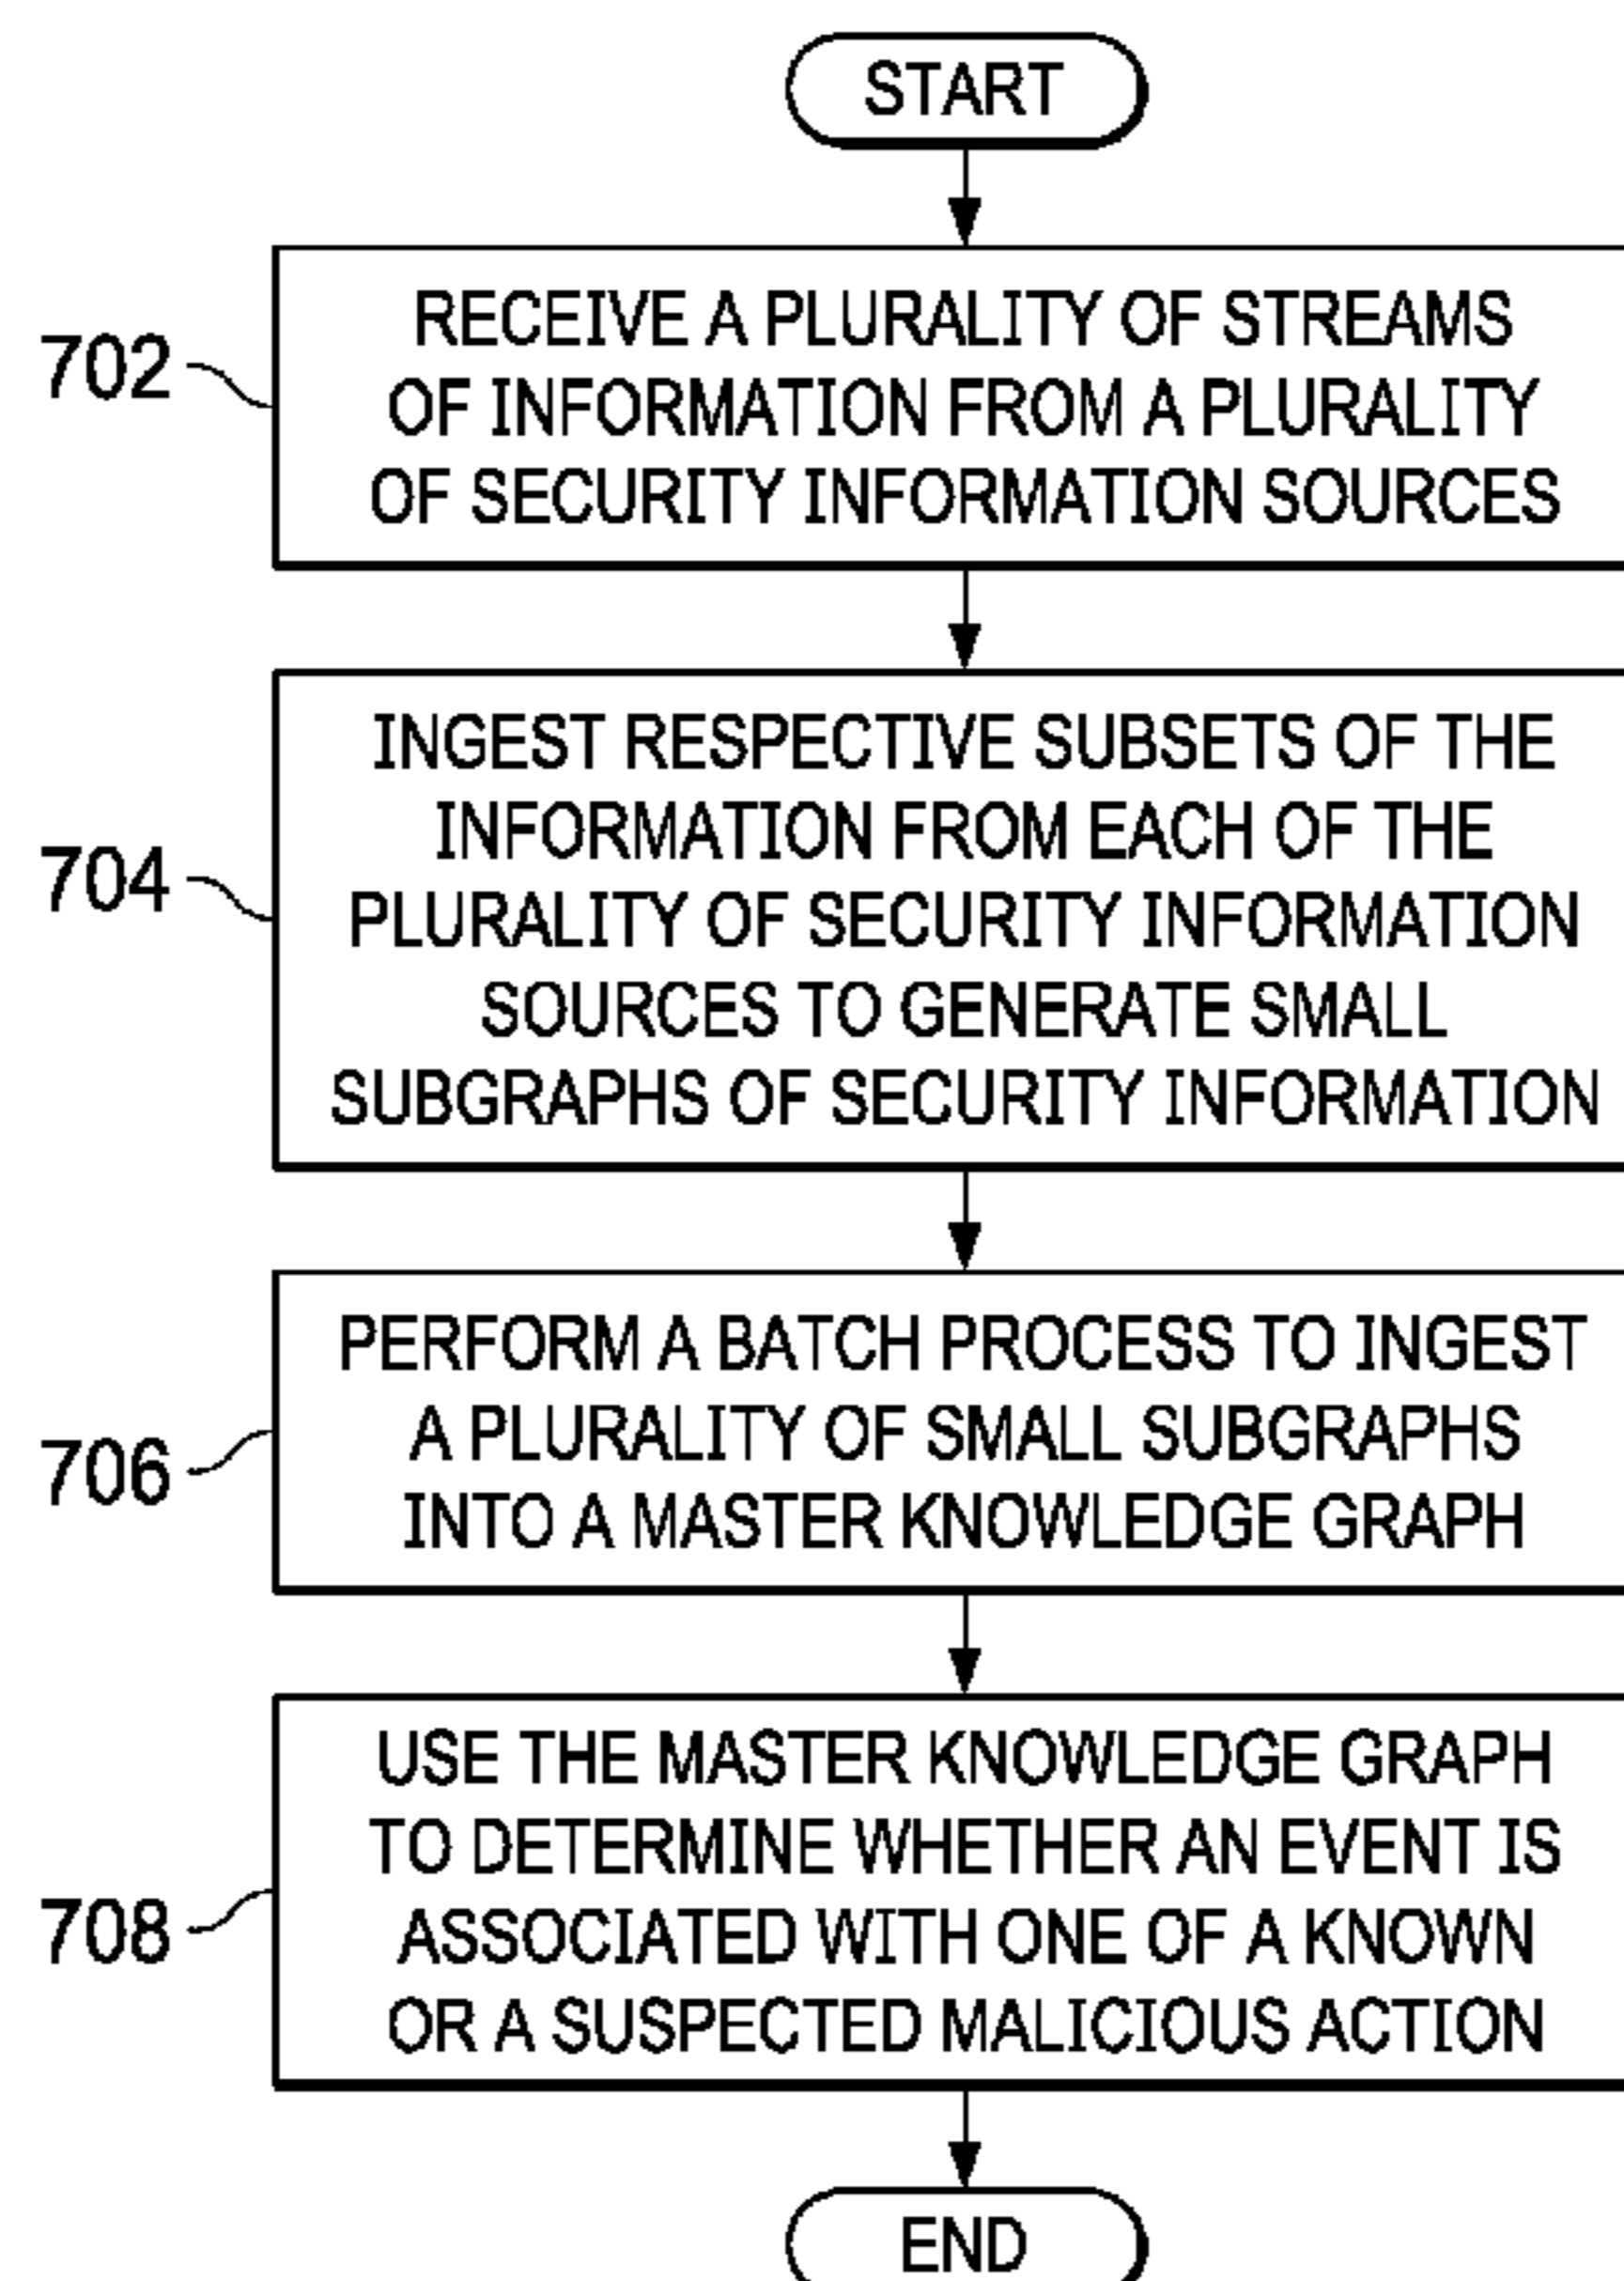 START
702
RECEIVE A PLURALITY OF STREAMS
OF INFORMATION FROM A PLURALITY
OF SECURITY INFORMATION SOURCES
704
INGEST RESPECTIVE SUBSETS OF THE
INFORMATION FROM EACH OF THE
PLURALITY OF SECURITY INFORMATION
SOURCES TO GENERATE SMALL
SUBGRAPHS OF SECURITY INFORMATION
706
PERFORM A BATCH PROCESS TO INGEST
A PLURALITY OF SMALL SUBGRAPHS
INTO A MASTER KNOWLEDGE GRAPH
708
USE THE MASTER KNOWLEDGE GRAPH
TO DETERMINE WHETHER AN EVENT IS
ASSOCIATED WITH ONE OF A KNOWN
OR A SUSPECTED MALICIOUS ACTION
END